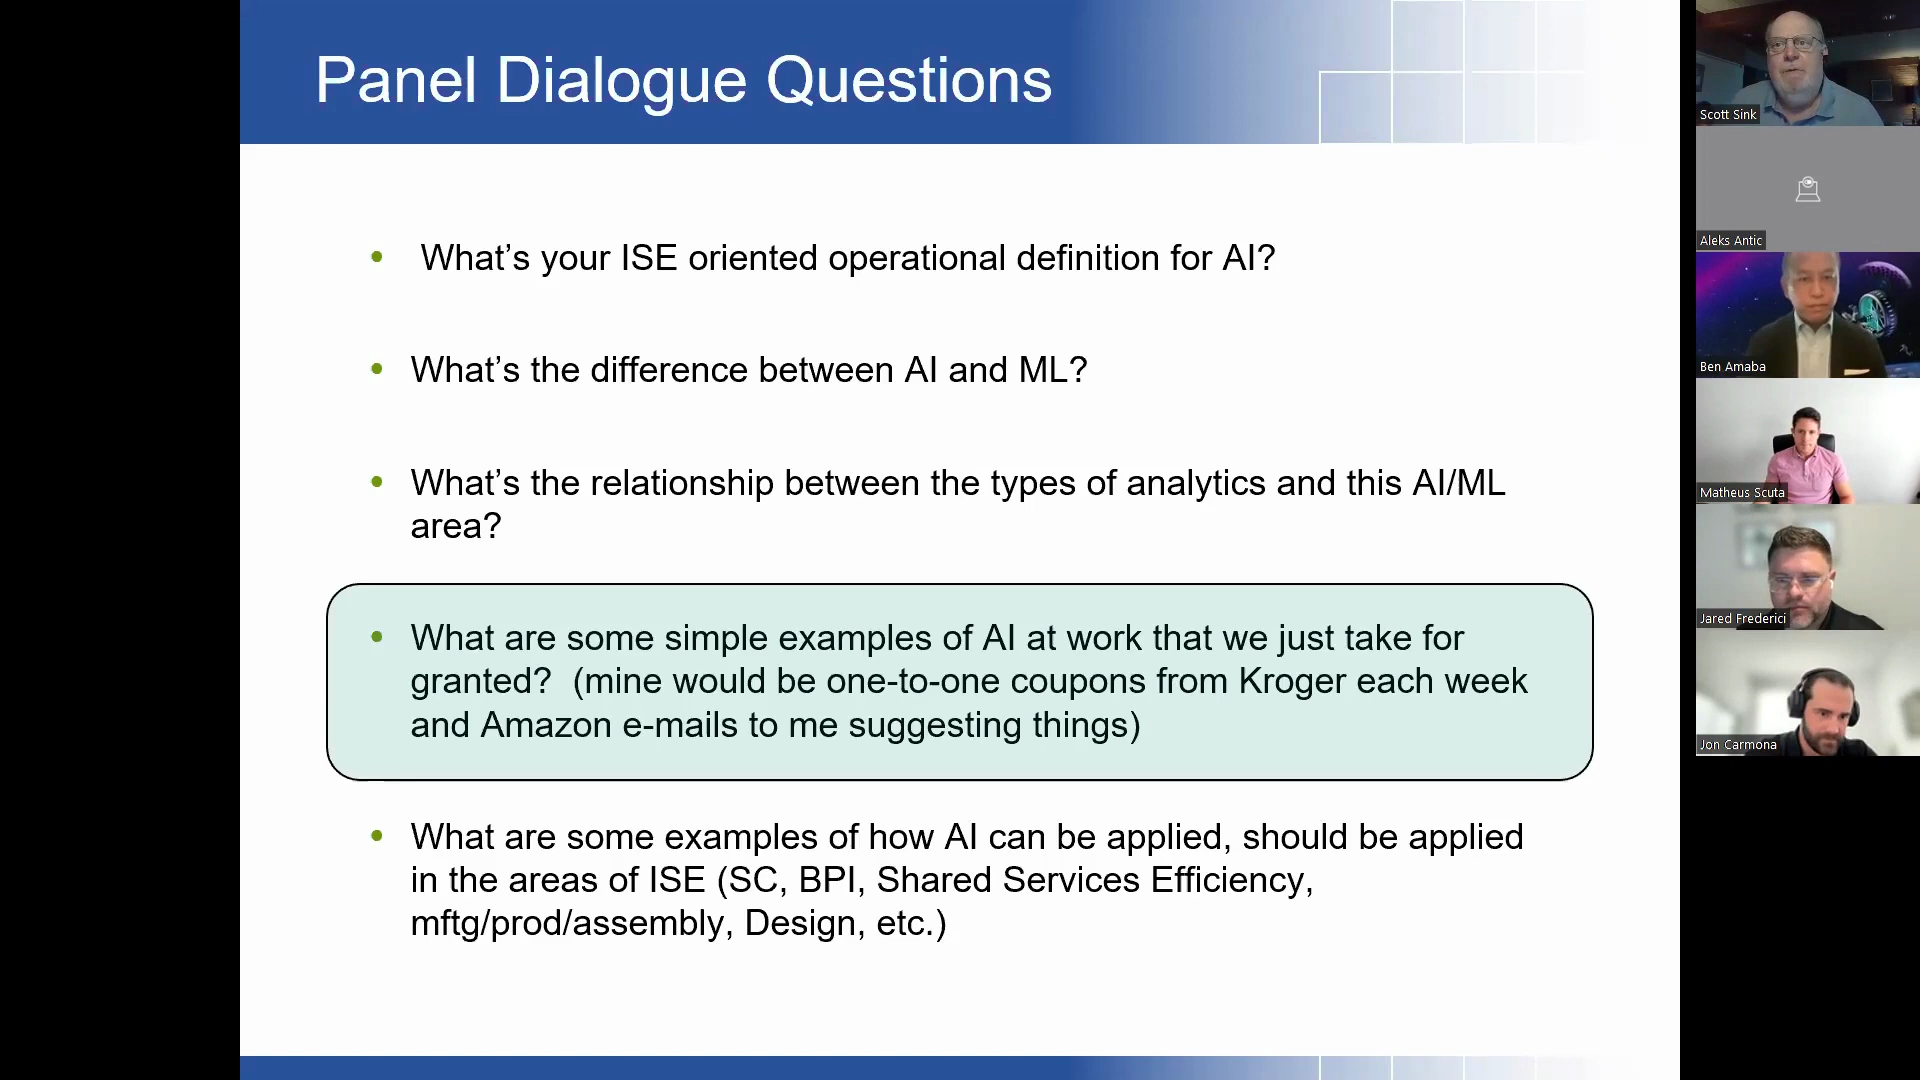 Panel Dialogue Questions
• What’s your ISE oriented operational definition for AI?
• What’s the difference between AI and ML?
• What’s the relationship between the types of analytics and this AI/ML
area?
• What are some simple examples of AI at work that we just take for
granted?  (mine would be one-to-one coupons from Kroger each week
and Amazon e-mails to me suggesting things)
• What are some examples of how AI can be applied, should be applied
in the areas of ISE (SC, BPI, Shared Services Efficiency,
mftg/prod/assembly, Design, etc.)
Scott Sink
Aleks Antic
Ben Amaba
Matheus Scuta
Jared Frederici
Jon Carmona